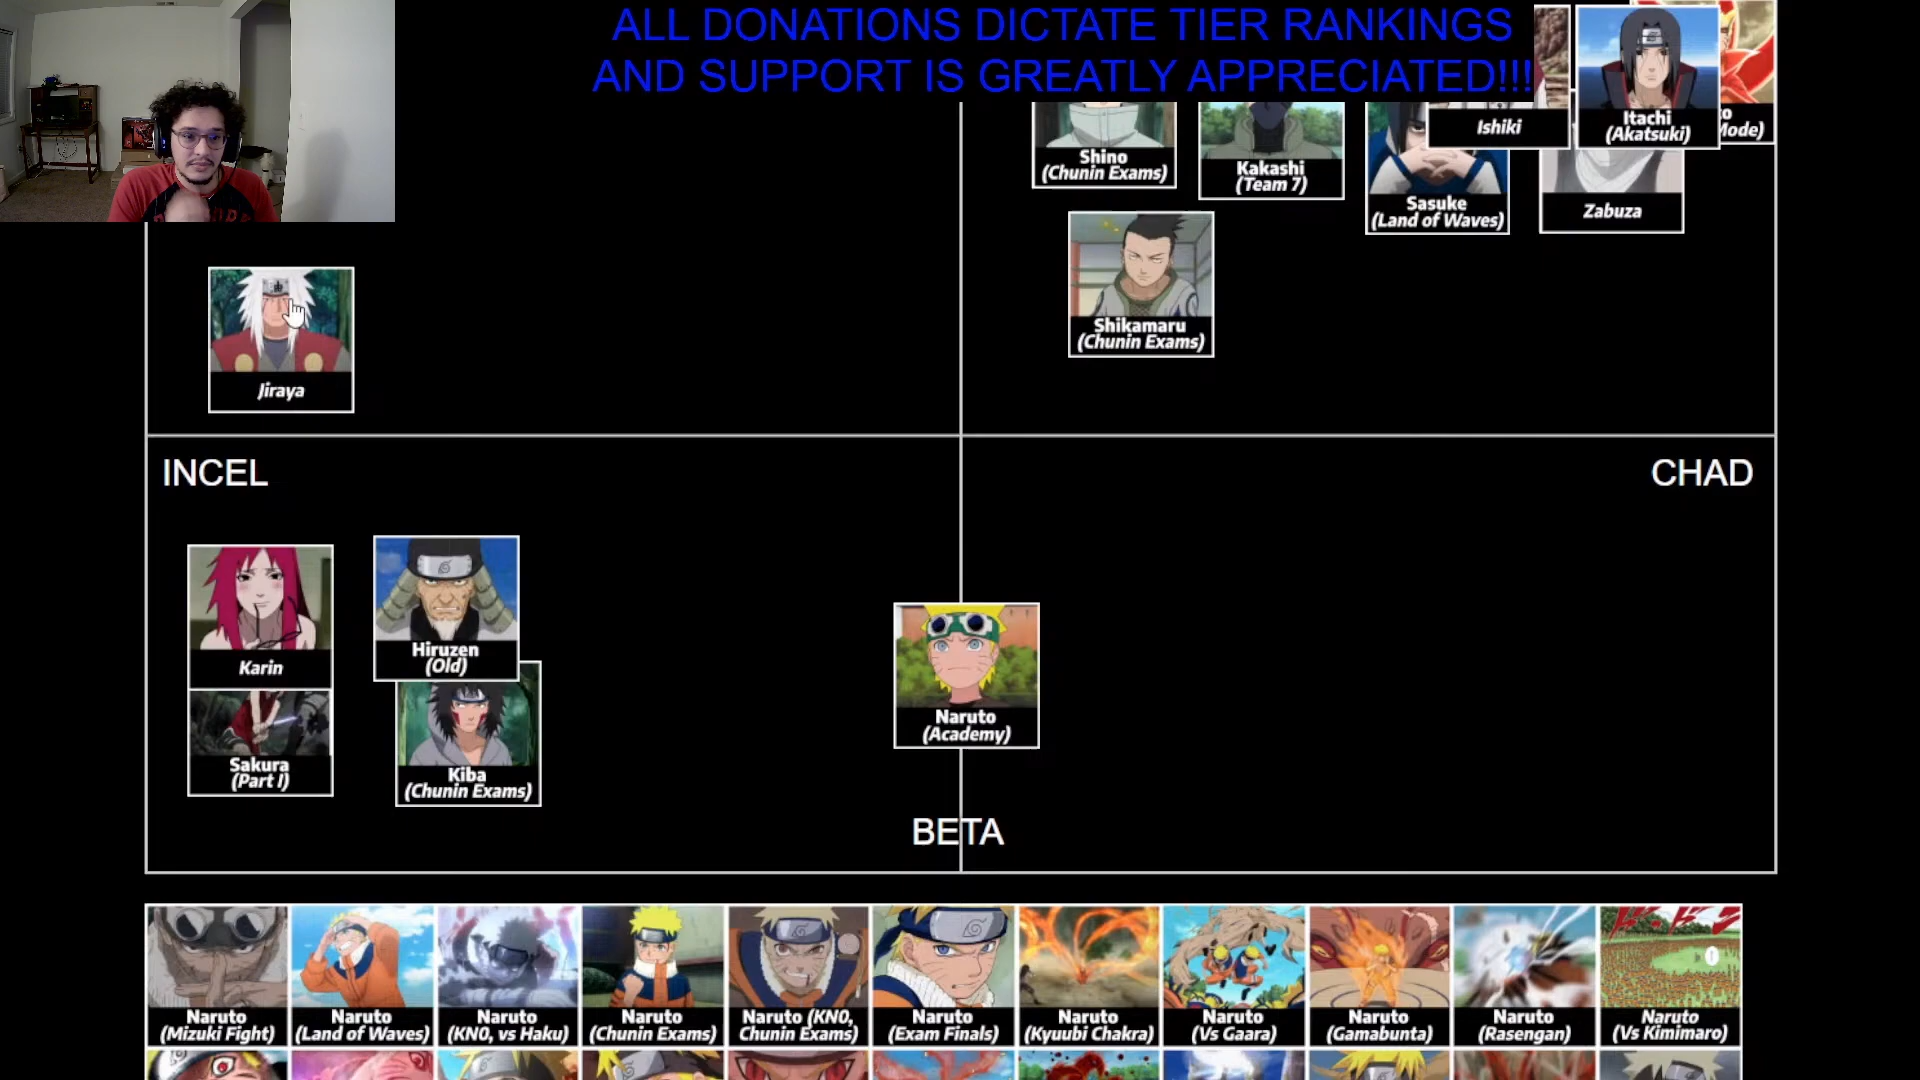 ALL DONATIONS DICTATE TIER RANKINGS
AND SUPPORT IS GREATLY APPRECIATED!!!
Shino
(Chunin Exams)
Kakashi
(Team 7)
Sasuke
(Land of Waves)
Ishiki
Itachi
(Akatsuki)
Mode)
Zabuza
Shikamaru
(Chunin Exams)
Jiraya
INCEL
CHAD
Karin
Hiruzen
(Old)
Sakura
(Part I)
Kiba
(Chunin Exams)
Naruto
(Academy)
BETA
Naruto
(Mizuki Fight)
Naruto
(Land of Waves)
Naruto
(KN0, vs Haku)
Naruto
(Chunin Exams)
Naruto (KN0,
Chunin Exams)
Naruto
(Exam Finals)
Naruto
(Kyuubi Chakra)
Naruto
(Vs Gaara)
Naruto
(Gamabunta)
Naruto
(Rasengan)
Naruto
(Vs Kimimaro)